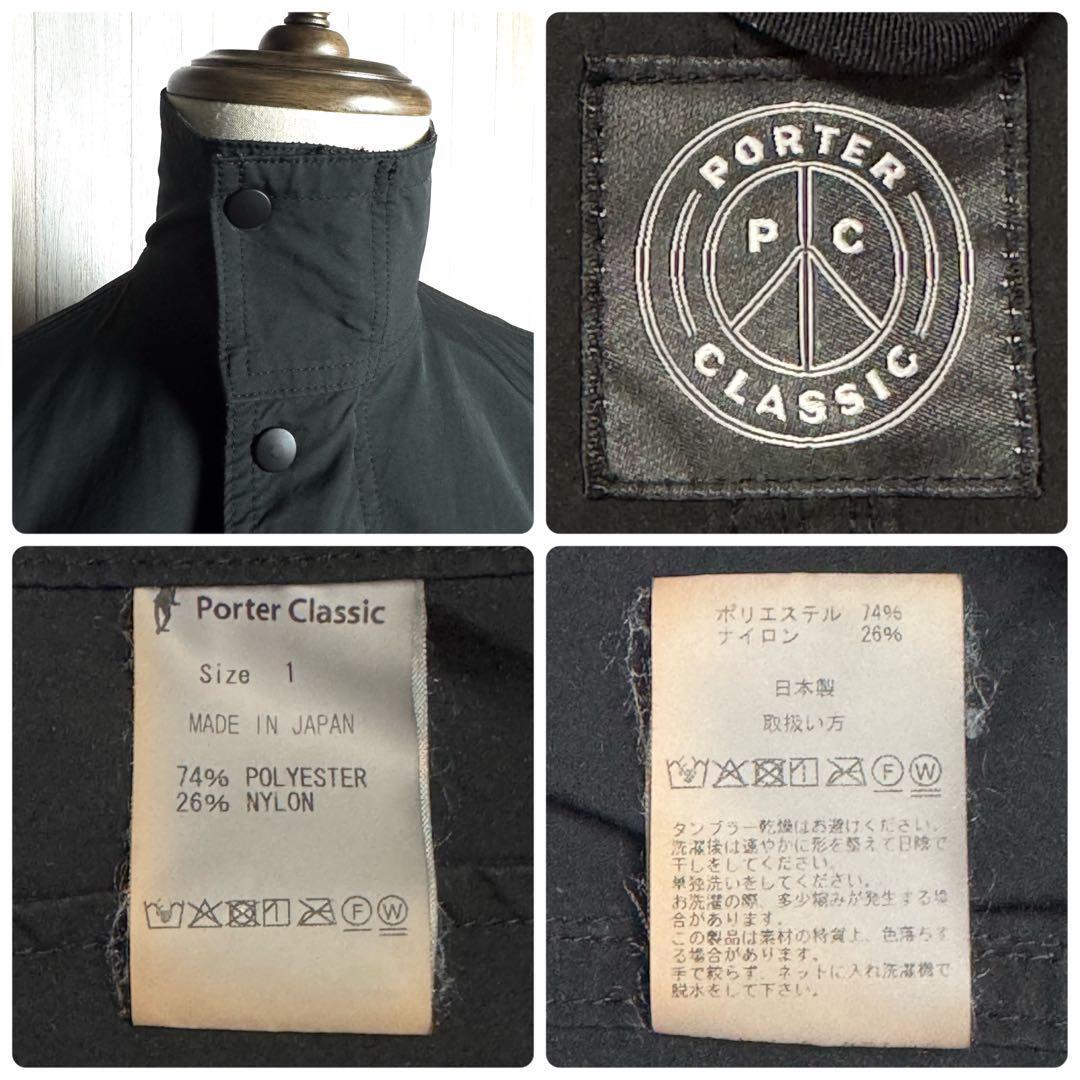 PORTER
P C
CLASSIC
Porter Classic
Size 1
MADE IN JAPAN
74% POLYESTER
26% NYLON
F W
ポリエステル 74%
ナイロン 26%
日本製
取扱い方
F W
タンブラー乾燥はお避けください。
洗濯後は速やかに形を整えて日陰で
干しをしてください。
単独洗いをしてください。
お洗濯の際、多少縮みが発生する場
合があります。
この製品は素材の特質上、色落ちす
る場合があります。
手で絞らず、ネットに入れ洗濯機で
脱水をして下さい。